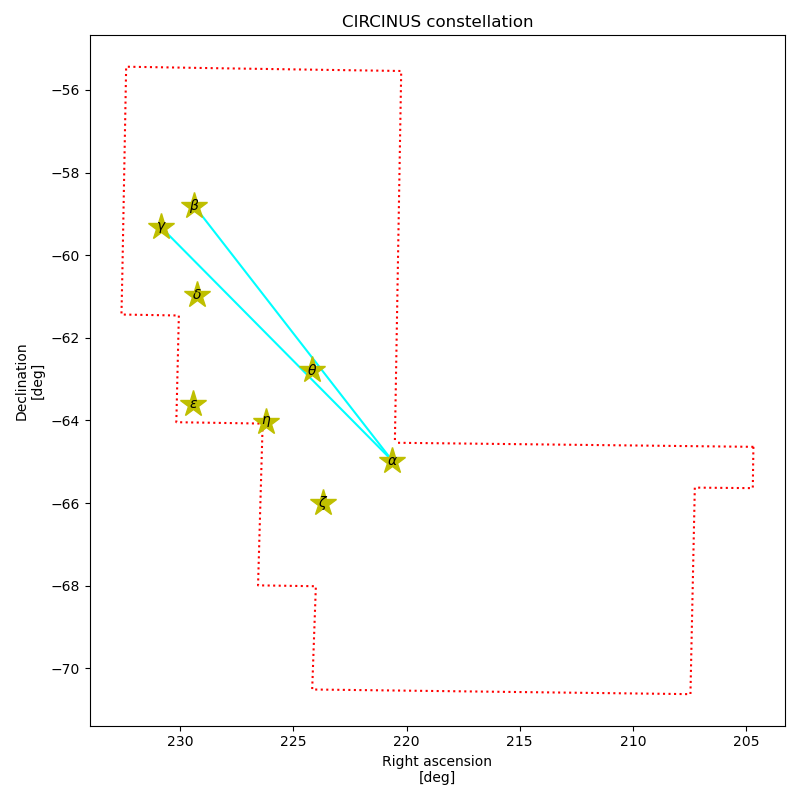 CIRCINUS constellation
−56
−58
−60
−62
−64
−66
−68
−70
Declination
[deg]
β
γ
δ
θ
ε
η
α
ζ
230
225
220
215
210
205
Right ascension
[deg]